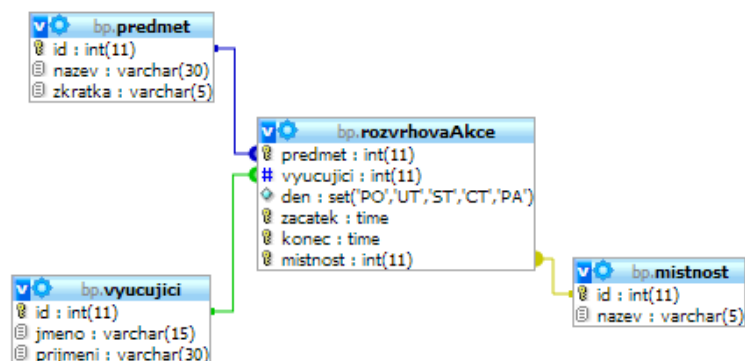 bp.predmet
id : int(11)
nazev : varchar(30)
zkratka : varchar(5)
bp.rozvrhovaAkce
predmet : int(11)
# vyucujici : int(11)
den : set('PO','UT','ST','CT','PA')
zacatek : time
konec : time
mistnost : int(11)
bp.vyucujici
id : int(11)
jmeno : varchar(15)
prijmeni : varchar(30)
bp.mistnost
id : int(11)
nazev : varchar(5)